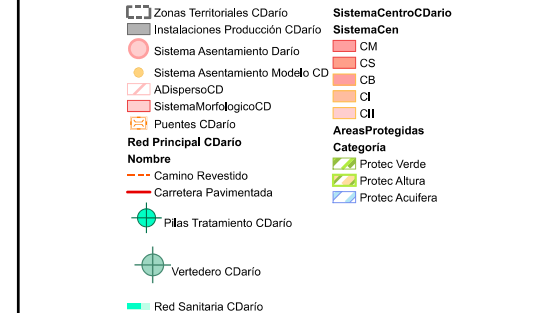 Zonas Territoriales CDarío
Instalaciones Producción CDarío
Sistema Asentamiento Darío
Sistema Asentamiento Modelo CD
ADispersoCD
SistemaMorfologicoCD
Puentes CDarío
Red Principal CDarío
Nombre
Camino Revestido
Carretera Pavimentada
Pilas Tratamiento CDarío
Vertedero CDarío
Red Sanitaria CDarío
SistemaCentroCDario
SistemaCen
CM
CS
CB
CI
CII
AreasProtegidas
Categoría
Protec Verde
Protec Altura
Protec Acuifera